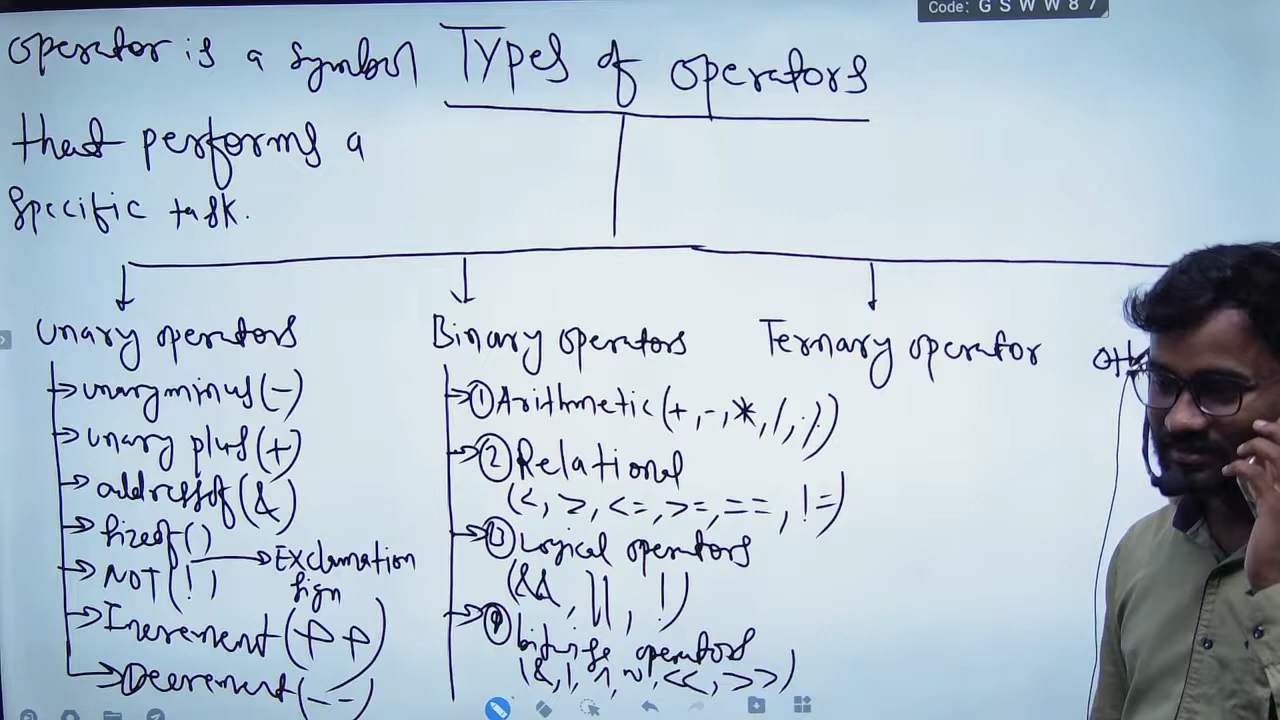 Code: G S W W 8 7
operator is a symbol
that performs a
specific task.
Types of operators
Unary operators
unary minus (-)
unary plus (+)
addressof (&)
sizeof ()
NOT (!) → Exclamation
sign
Increment (++)
Decrement (--)
Binary operators
① Arithmetic (+, -, *, /, %)
② Relational
(<, >, <=, >=, ==, !=)
③ Logical operators
(&&, ||, !)
④ bitwise operators
(&, |, ^, ~, <<, >>)
Ternary operator